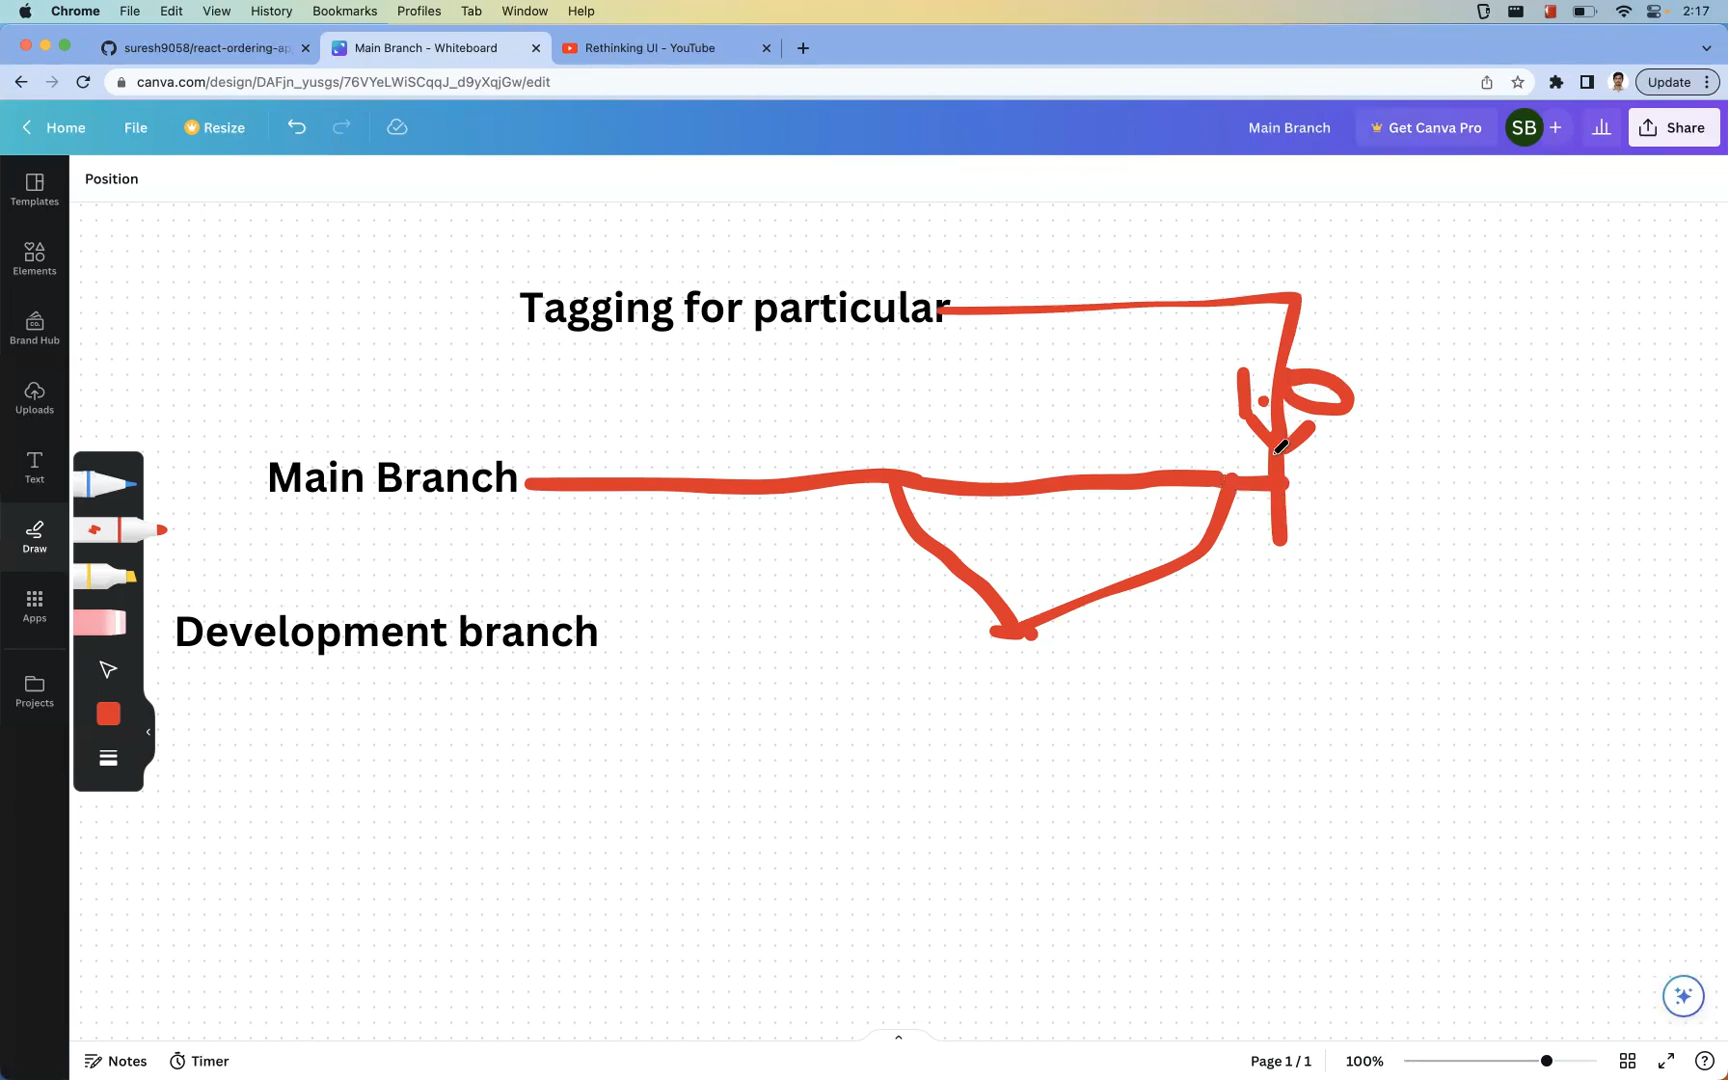 Chrome File Edit View History Bookmarks Profiles Tab Window Help 2:17
suresh9058/react-ordering-ap Main Branch - Whiteboard Rethinking UI - YouTube
canva.com/design/DAFjn_yusgs/76VYeLWiSCqqJ_d9yXqjGw/edit Update
Home File Resize Main Branch Get Canva Pro SB Share
Position
Templates
Elements
Brand Hub
Uploads
Text
Draw
Apps
Projects
Tagging for particular
Main Branch
Development branch
Notes Timer Page 1 / 1 100%